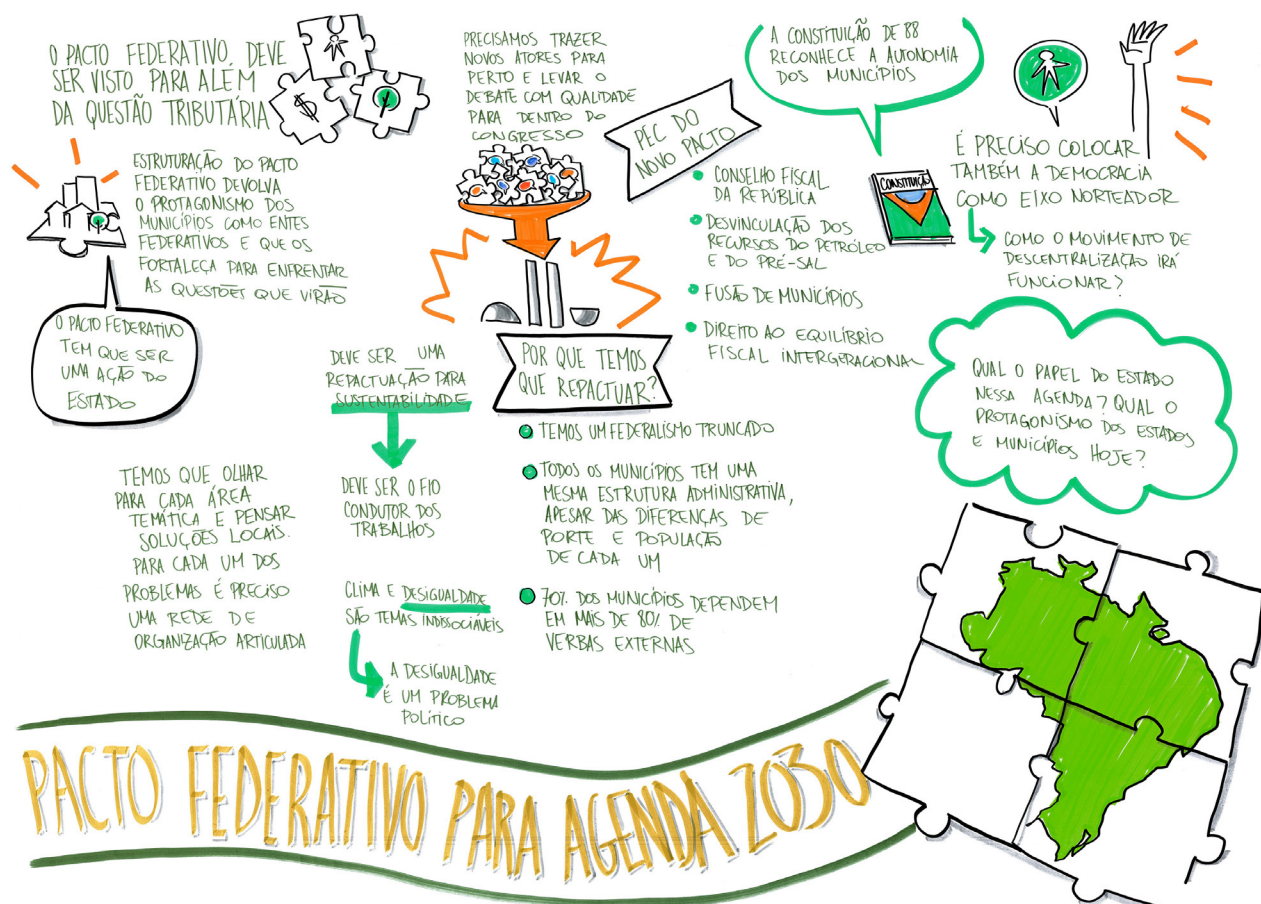 O PACTO FEDERATIVO, DEVE
SER VISTO PARA ALÉM
DA QUESTÃO TRIBUTÁRIA
$
ESTRUTURAÇÃO DO PACTO
FEDERATIVO DEVOLVA
O PROTAGONISMO DOS
MUNICÍPIOS COMO ENTES
FEDERATIVOS E QUE OS
FORTALEÇA PARA ENFRENTAR
AS QUESTÕES QUE VIRÃO
O PACTO FEDERATIVO
TEM QUE SER
UMA AÇÃO DO
ESTADO
PRECISAMOS TRAZER
NOVOS ATORES PARA
PERTO E LEVAR O
DEBATE COM QUALIDADE
PARA DENTRO DO
CONGRESSO
PEC DO
NOVO PACTO
CONSELHO FISCAL
DA REPÚBLICA
DESVINCULAÇÃO DOS
RECURSOS DO PETRÓLEO
E DO PRÉ-SAL
FUSÃO DE MUNICÍPIOS
DIREITO AO EQUILÍBRIO
FISCAL INTERGERACIONAL
A CONSTITUIÇÃO DE 88
RECONHECE A AUTONOMIA
DOS MUNICÍPIOS
CONSTITUIÇÃO
É PRECISO COLOCAR
TAMBÉM A DEMOCRACIA
COMO EIXO NORTEADOR
COMO O MOVIMENTO DE
DESCENTRALIZAÇÃO IRÁ
FUNCIONAR?
QUAL O PAPEL DO ESTADO
NESSA AGENDA? QUAL O
PROTAGONISMO DOS ESTADOS
E MUNICÍPIOS HOJE?
DEVE SER UMA
REPACTUAÇÃO PARA
SUSTENTABILIDADE
DEVE SER O FIO
CONDUTOR DOS
TRABALHOS
CLIMA E DESIGUALDADE
SÃO TEMAS INDISSOCIÁVEIS
A DESIGUALDADE
É UM PROBLEMA
POLÍTICO
POR QUE TEMOS
QUE REPACTUAR?
TEMOS UM FEDERALISMO TRUNCADO
TODOS OS MUNICÍPIOS TEM UMA
MESMA ESTRUTURA ADMINISTRATIVA,
APESAR DAS DIFERENÇAS DE
PORTE E POPULAÇÃO
DE CADA UM
70% DOS MUNICÍPIOS DEPENDEM
EM MAIS DE 80% DE
VERBAS EXTERNAS
TEMOS QUE OLHAR
PARA CADA ÁREA
TEMÁTICA E PENSAR
SOLUÇÕES LOCAIS.
PARA CADA UM DOS
PROBLEMAS É PRECISO
UMA REDE DE
ORGANIZAÇÃO ARTICULADA
PACTO FEDERATIVO PARA AGENDA 2030